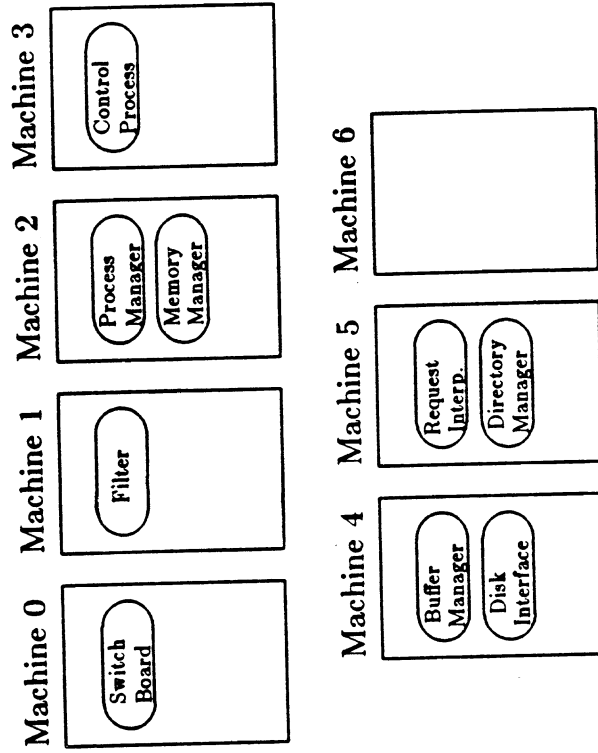 Machine 0
Switch
Board
Machine 1
Filter
Machine 2
Process
Manager
Memory
Manager
Machine 3
Control
Process
Machine 4
Buffer
Manager
Disk
Interface
Machine 5
Request
Interp.
Directory
Manager
Machine 6